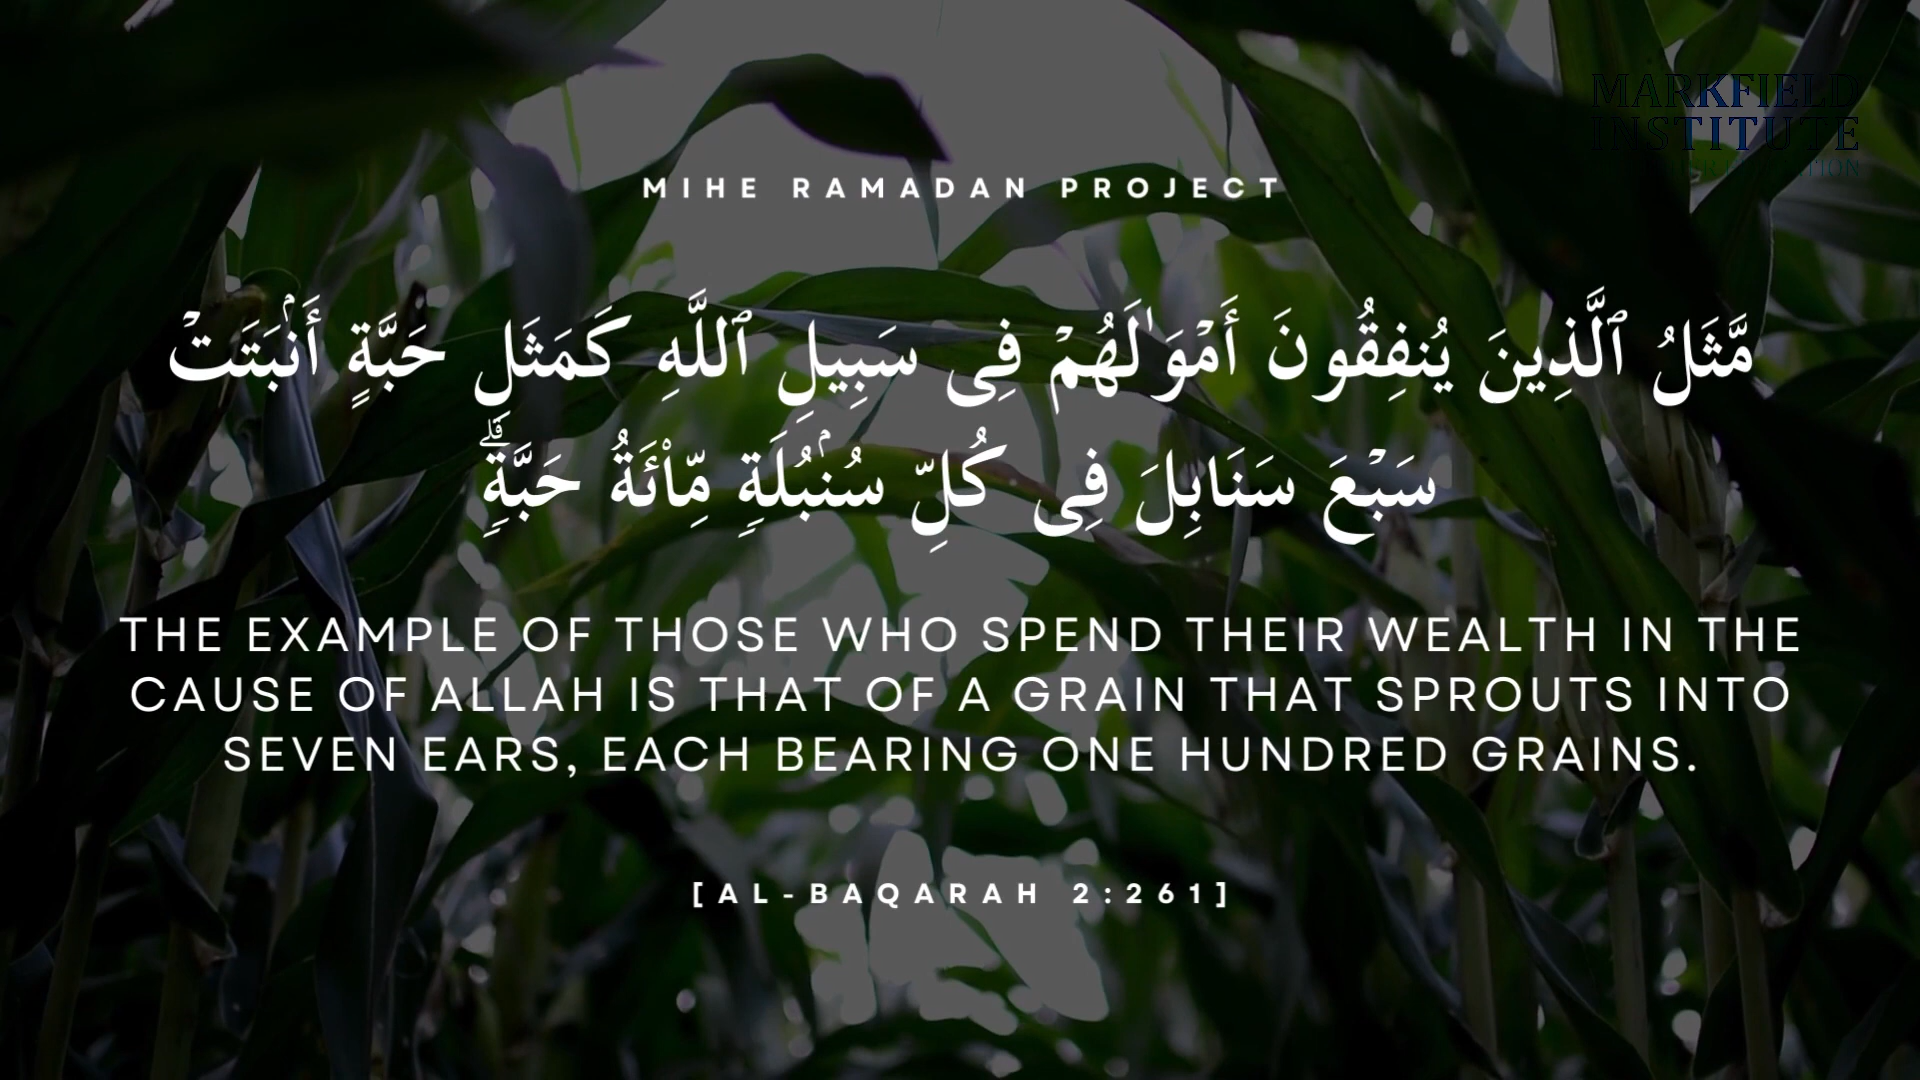 MARKFIELD
INSTITUTE
MIHE RAMADAN PROJECT
مَّثَلُ ٱلَّذِينَ يُنفِقُونَ أَمْوَٰلَهُمْ فِى سَبِيلِ ٱللَّهِ كَمَثَلِ حَبَّةٍ أَنۢبَتَتْ
سَبْعَ سَنَابِلَ فِى كُلِّ سُنۢبُلَةٍ مِّا۟ئَةُ حَبَّةٍۗ
THE EXAMPLE OF THOSE WHO SPEND THEIR WEALTH IN THE
CAUSE OF ALLAH IS THAT OF A GRAIN THAT SPROUTS INTO
SEVEN EARS, EACH BEARING ONE HUNDRED GRAINS.
[AL-BAQARAH 2:261]